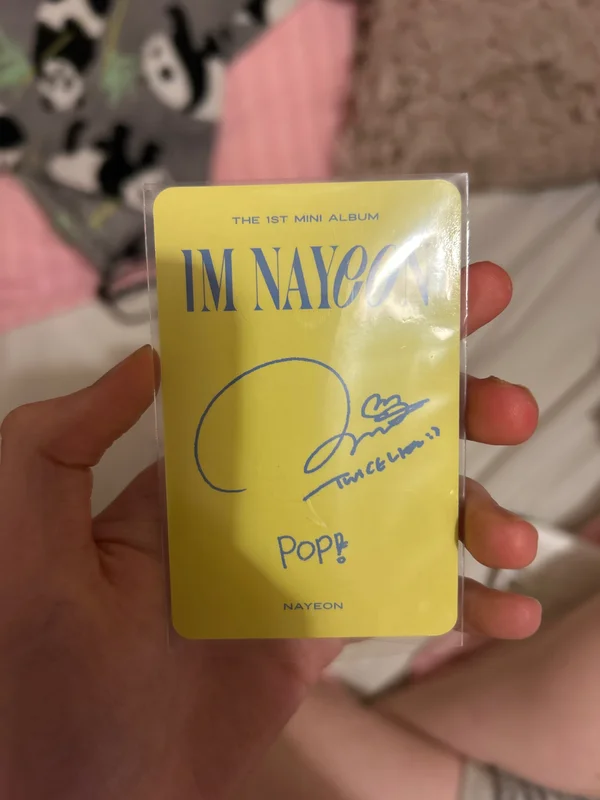 THE 1ST MINI ALBUM
IM NAYEON
POP!
NAYEON